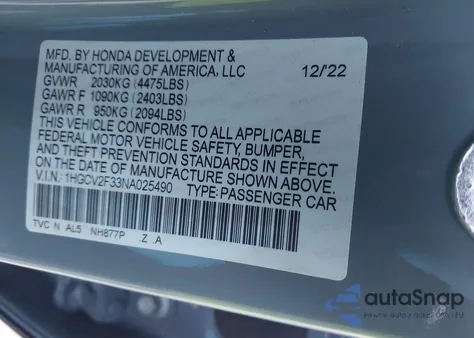 MFD. BY HONDA DEVELOPMENT &
MANUFACTURING OF AMERICA, LLC 12/'22
GVWR 2030KG (4475LBS)
GAWR F 1090KG (2403LBS)
GAWR R 950KG (2094LBS)
THIS VEHICLE CONFORMS TO ALL APPLICABLE
FEDERAL MOTOR VEHICLE SAFETY, BUMPER,
AND THEFT PREVENTION STANDARDS IN EFFECT
ON THE DATE OF MANUFACTURE SHOWN ABOVE.
V.I.N.: 1HGCV2F33NA025490 TYPE: PASSENGER CAR
TVC N AL5 NH877P .Z .A
autoSnap